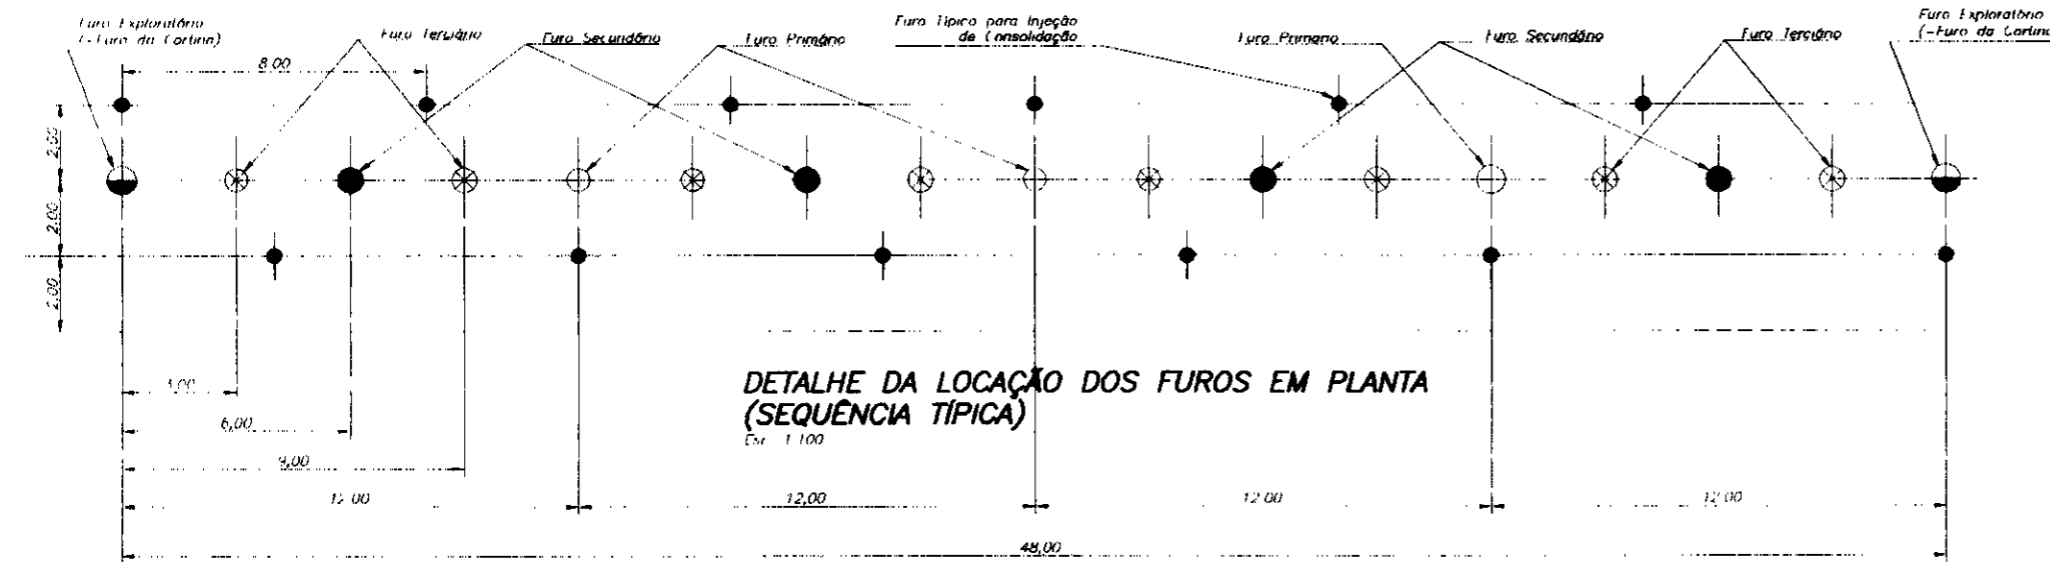 Furo Exploratório
(-Furo da Cortina)
Furo Terciário
Furo Secundário
Furo Primário
Furo Típico para Injeção
de Consolidação
Furo Primário
Furo Secundário
Furo Terciário
Furo Exploratório
(-Furo da Cortina
8.00
2,00
2,00
2,00
3,00
6,00
9,00
DETALHE DA LOCAÇÃO DOS FUROS EM PLANTA
(SEQUÊNCIA TÍPICA)
Esc 1:100
12,00
12,00
12,00
12,00
48,00